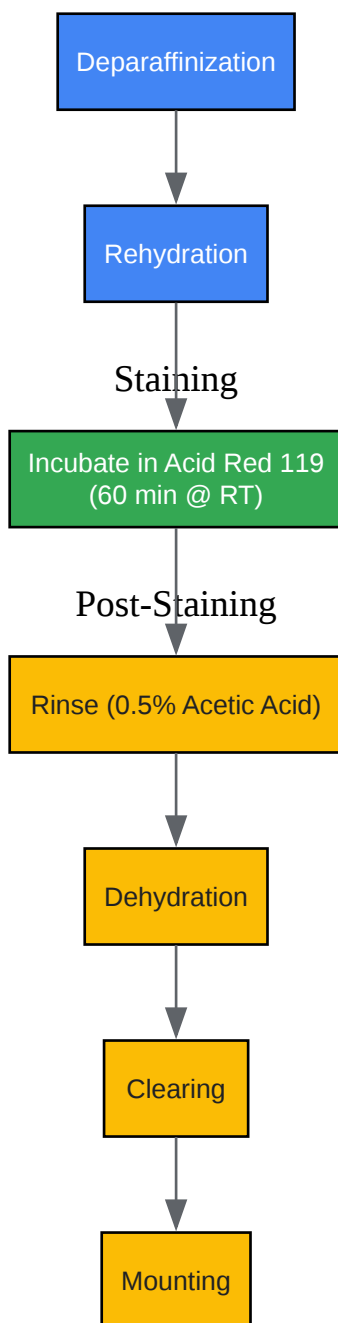 Deparaffinization
Rehydration
Staining
Incubate in Acid Red 119
(60 min @ RT)
Post-Staining
Rinse (0.5% Acetic Acid)
Dehydration
Clearing
Mounting